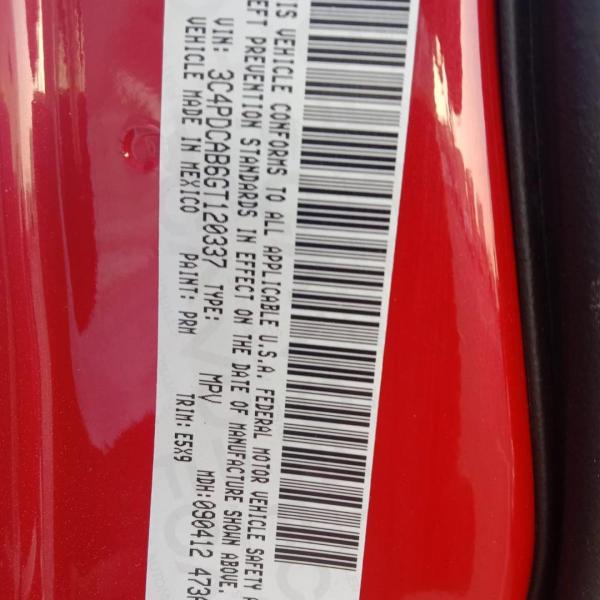 IS VEHICLE CONFORMS TO ALL APPLICABLE U.S.A. FEDERAL MOTOR VEHICLE SAFETY A
EFT PREVENTION STANDARDS IN EFFECT ON THE DATE OF MANUFACTURE SHOWN ABOVE.
VIN: 3C4PDCAB6GT120337 TYPE: MPV MDH:090412 473A
VEHICLE MADE IN MEXICO PAINT: PRM TRIM:E5X9